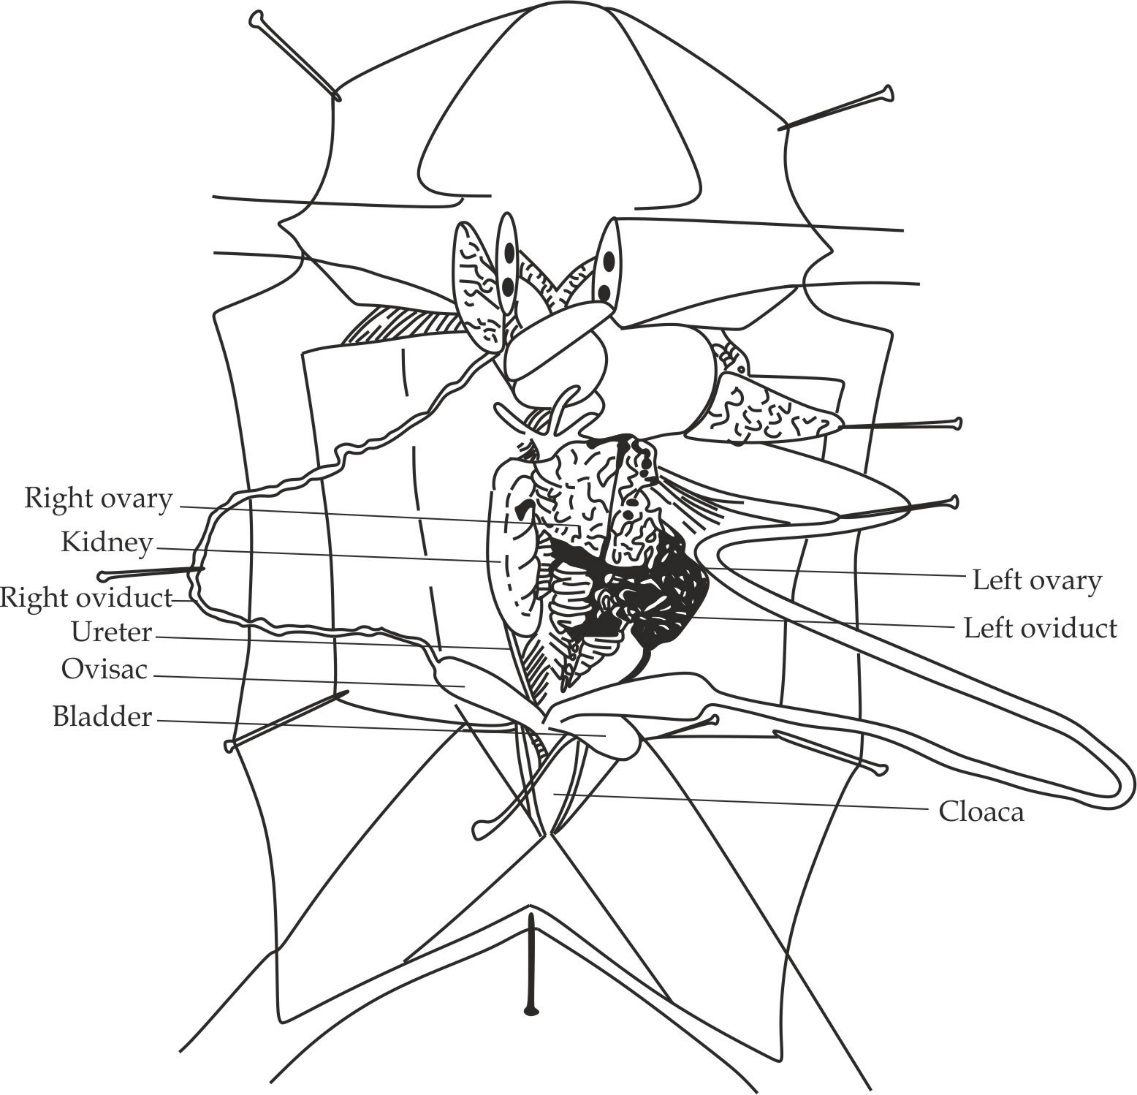 Right ovary
Kidney
Right oviduct
Ureter
Ovisac
Bladder
Left ovary
Left oviduct
Cloaca